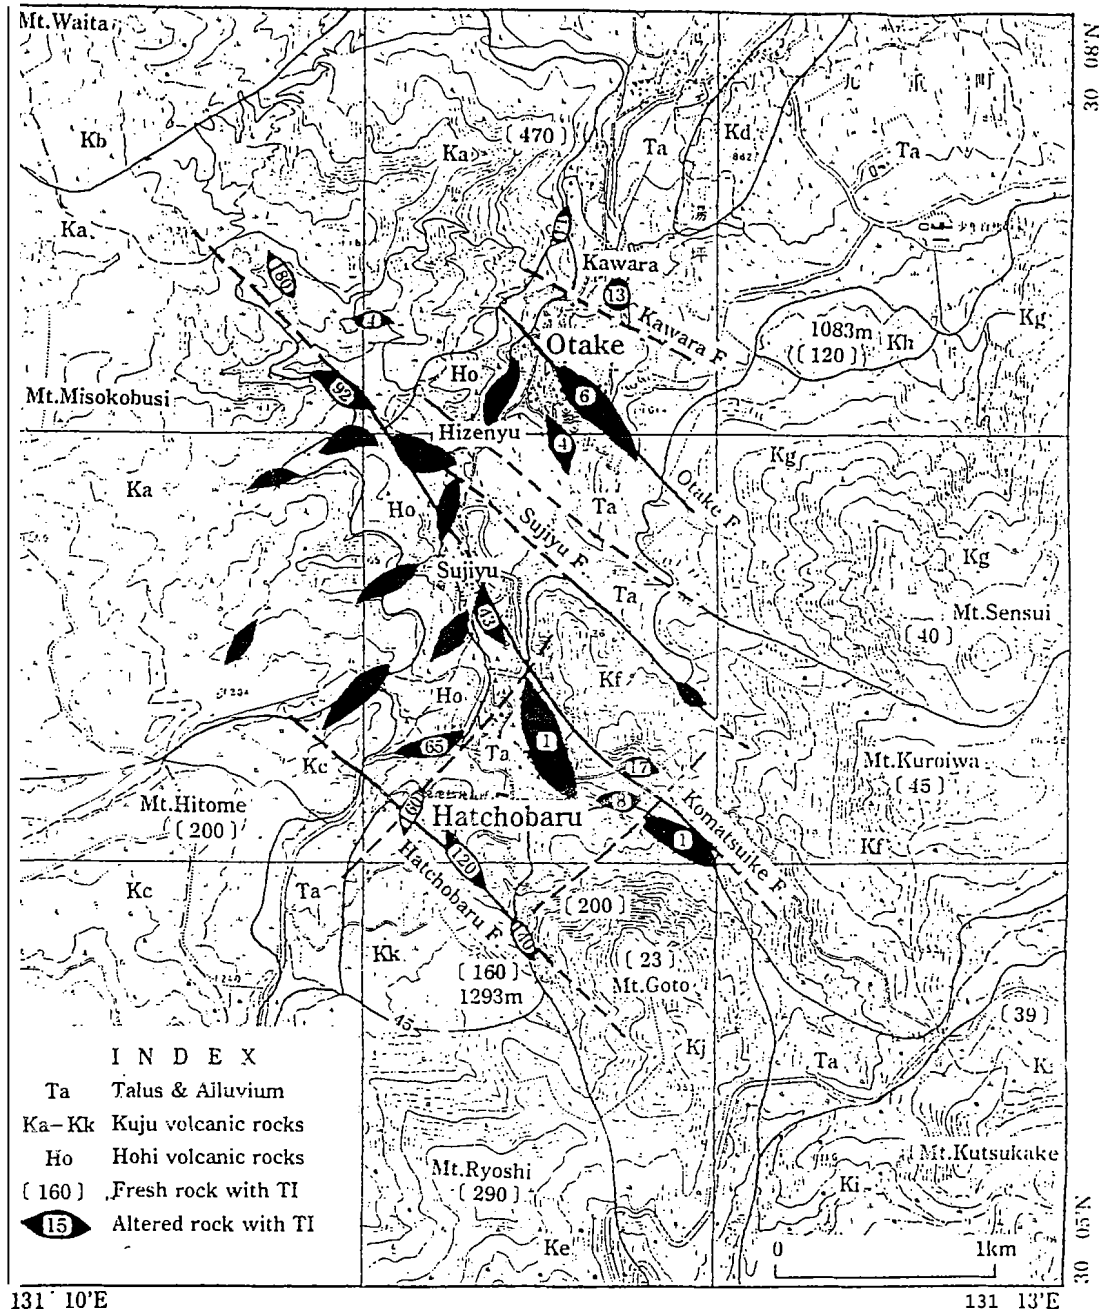 Mt.Waita
30 08'N
Kb
Ka
[ 470 ]
Ta
Kd
Ta
Ka
80
Kawara
13
Kawara F
4
Kg
1083m
[ 120 ]
Kh
Otake
Ho
6
92
Mt.Misokobusi
Hizenyu
4
Kg
Ka
Ho
Sujiyu F
Ta
Otake F
Kg
Sujiyu
Ta
Mt.Sensui
[ 40 ]
43
Ho
Kf
65
Ta
1
Kc
17
Mt.Kuroiwa
[ 45 ]
Mt.Hitome
[ 200 ]
60
Hatchobaru
8
1
Komatsuike F
Kf
Kc
Ta
Hatchobaru F
120
[ 200 ]
140
Kk
[ 160 ]
1293m
[ 23 ]
Mt.Goto
[ 39 ]
45
Kj
Ta
K
INDEX
Ta Talus & Alluvium
Ka-Kk Kuju volcanic rocks
Ho Hohi volcanic rocks
[ 160 ] Fresh rock with TI
15 Altered rock with TI
Mt.Ryoshi
[ 290 ]
Mt.Kutsukake
Ki
Ke
0 1km
30 05'N
131° 10'E
131 13'E